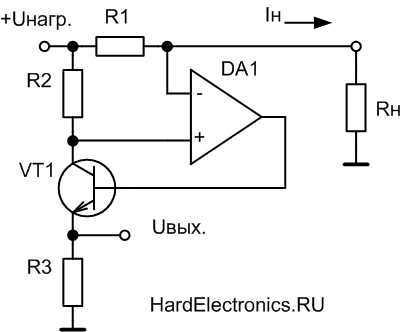 +Uнагр.
R1
Iн
R2
DA1
-
+
Rн
VT1
Uвых.
R3
HardElectronics.RU